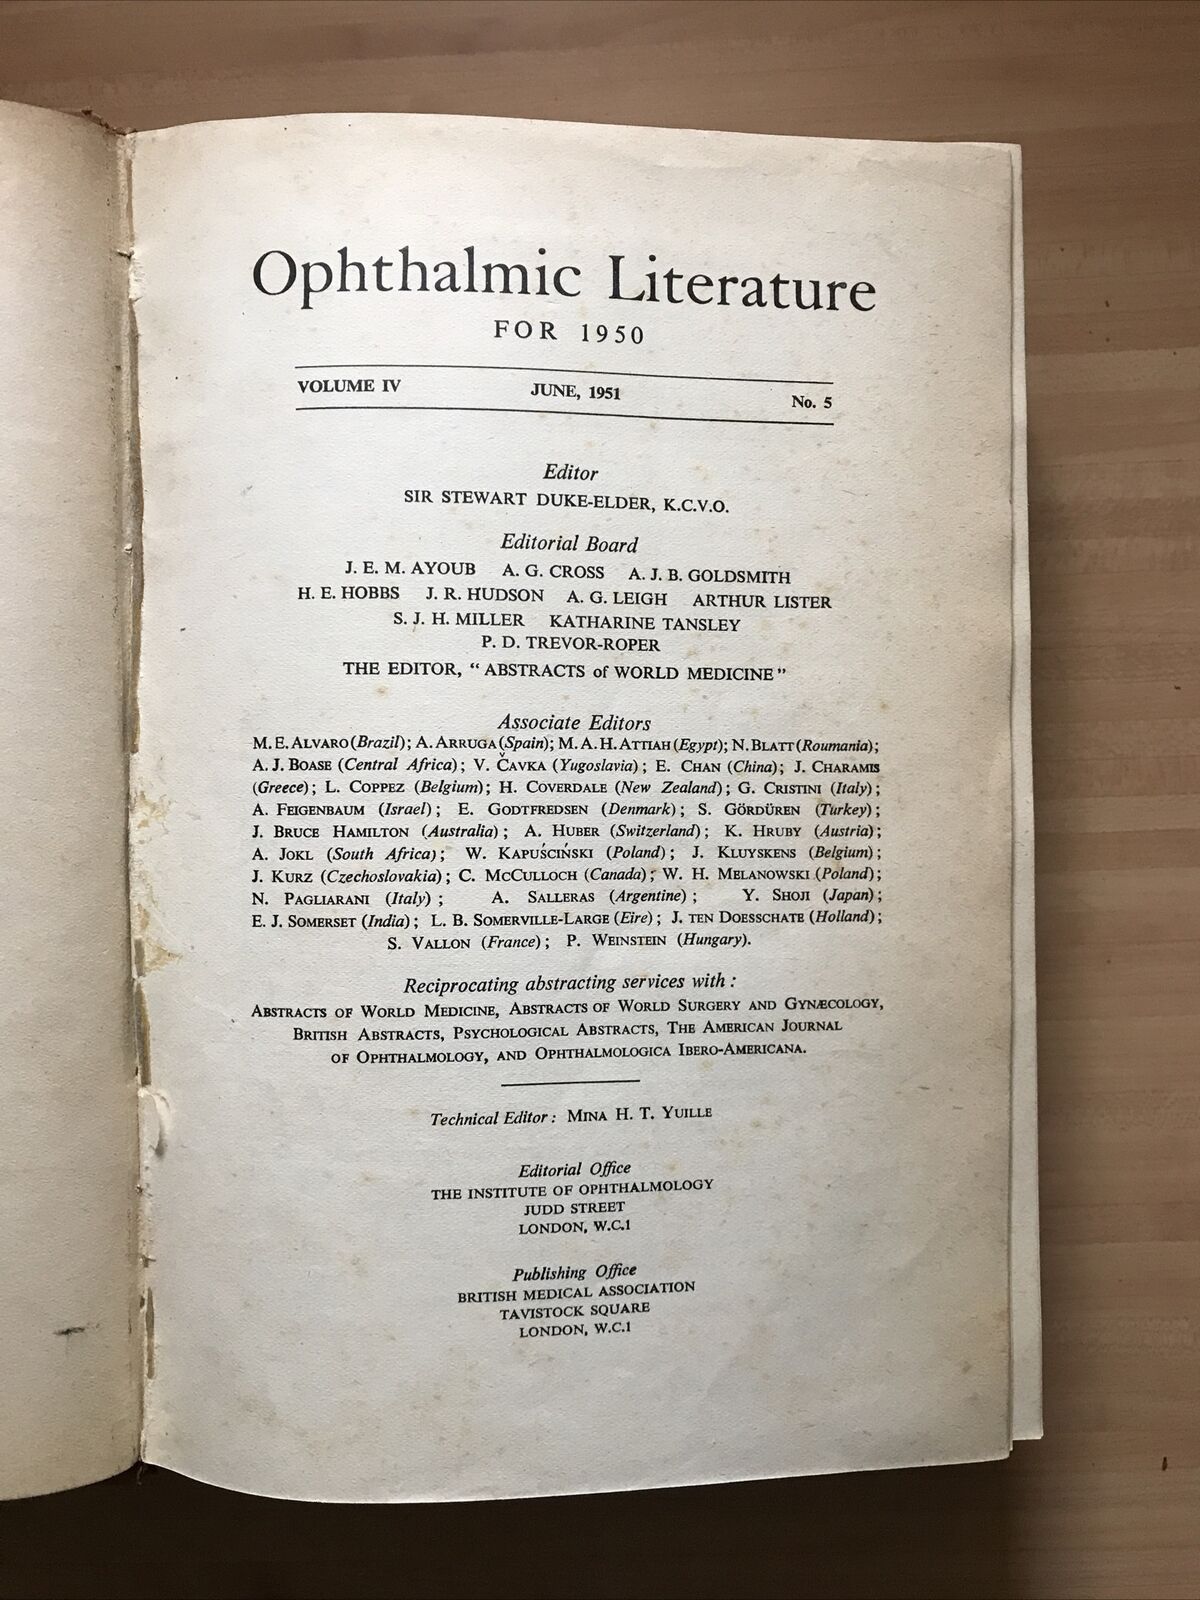 Ophthalmic Literature
FOR 1950
VOLUME IV JUNE, 1951 No. 5
Editor
SIR STEWART DUKE-ELDER, K.C.V.O.
Editorial Board
J. E. M. AYOUB A. G. CROSS A. J. B. GOLDSMITH
H. E. HOBBS J. R. HUDSON A. G. LEIGH ARTHUR LISTER
S. J. H. MILLER KATHARINE TANSLEY
P. D. TREVOR-ROPER
THE EDITOR, “ABSTRACTS of WORLD MEDICINE”
Associate Editors
M. E. ALVARO (Brazil); A. ARRUGA (Spain); M. A. H. ATTIAH (Egypt); N. BLATT (Roumania);
A. J. BOASE (Central Africa); V. ČAVKA (Yugoslavia); E. CHAN (China); J. CHARAMIS
(Greece); L. COPPEZ (Belgium); H. COVERDALE (New Zealand); G. CRISTINI (Italy);
A. FEIGENBAUM (Israel); E. GODTFREDSEN (Denmark); S. GÖRDÜREN (Turkey);
J. BRUCE HAMILTON (Australia); A. HUBER (Switzerland); K. HRUBY (Austria);
A. JOKL (South Africa); W. KAPUŚCIŃSKI (Poland); J. KLUYSKENS (Belgium);
J. KURZ (Czechoslovakia); C. MCCULLOCH (Canada); W. H. MELANOWSKI (Poland);
N. PAGLIARANI (Italy); A. SALLERAS (Argentine); Y. SHOJI (Japan);
E. J. SOMERSET (India); L. B. SOMERVILLE-LARGE (Eire); J. TEN DOESSCHATE (Holland);
S. VALLON (France); P. WEINSTEIN (Hungary).
Reciprocating abstracting services with:
ABSTRACTS OF WORLD MEDICINE, ABSTRACTS OF WORLD SURGERY AND GYNÆCOLOGY,
BRITISH ABSTRACTS, PSYCHOLOGICAL ABSTRACTS, THE AMERICAN JOURNAL
OF OPHTHALMOLOGY, AND OPHTHALMOLOGICA IBERO-AMERICANA.
Technical Editor: MINA H. T. YUILLE
Editorial Office
THE INSTITUTE OF OPHTHALMOLOGY
JUDD STREET
LONDON, W.C.1
Publishing Office
BRITISH MEDICAL ASSOCIATION
TAVISTOCK SQUARE
LONDON, W.C.1